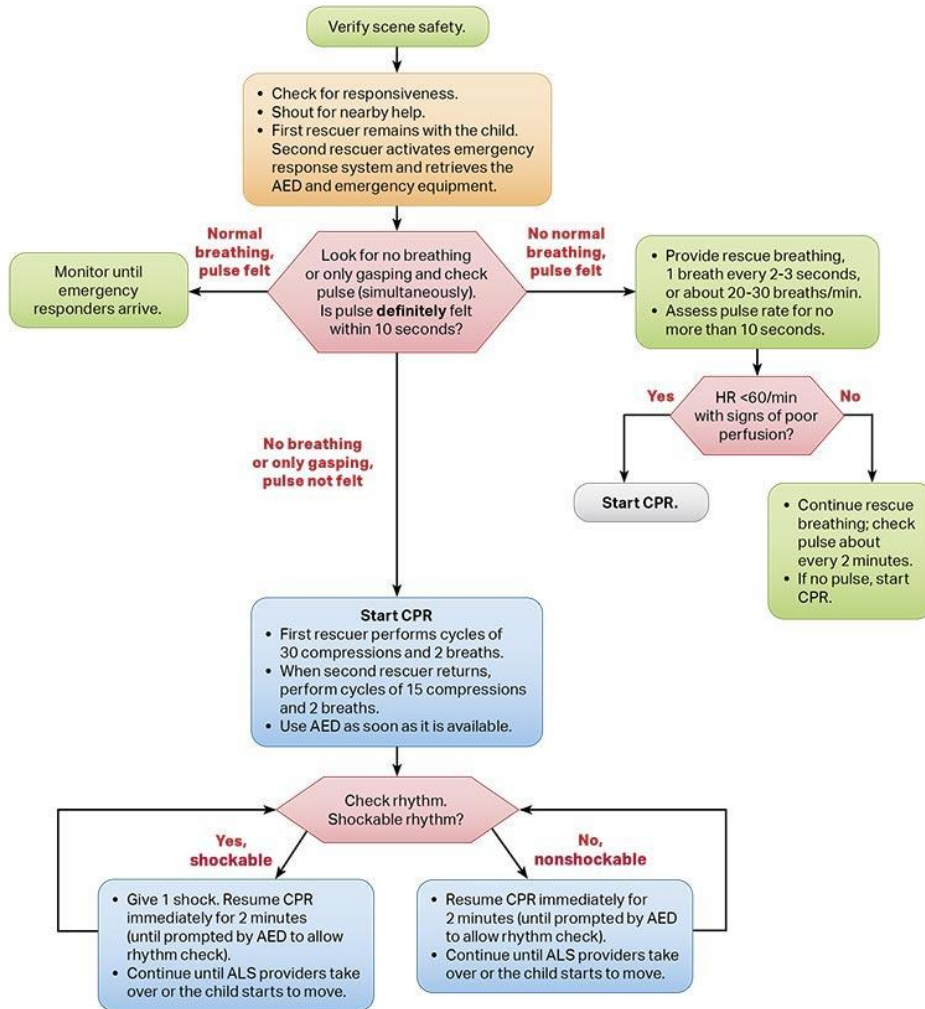 Verify scene safety.
• Check for responsiveness.
• Shout for nearby help.
• First rescuer remains with the child.
Second rescuer activates emergency
response system and retrieves the
AED and emergency equipment.
Normal
breathing,
pulse felt
No normal
breathing,
pulse felt
Monitor until
emergency
responders arrive.
Look for no breathing
or only gasping and check
pulse (simultaneously).
Is pulse definitely felt
within 10 seconds?
• Provide rescue breathing,
1 breath every 2-3 seconds,
or about 20-30 breaths/min.
• Assess pulse rate for no
more than 10 seconds.
Yes
HR <60/min
with signs of poor
perfusion?
No
No breathing
or only gasping,
pulse not felt
Start CPR.
• Continue rescue
breathing; check
pulse about
every 2 minutes.
• If no pulse, start
CPR.
Start CPR
• First rescuer performs cycles of
30 compressions and 2 breaths.
• When second rescuer returns,
perform cycles of 15 compressions
and 2 breaths.
• Use AED as soon as it is available.
Check rhythm.
Shockable rhythm?
Yes,
shockable
No,
nonshockable
• Give 1 shock. Resume CPR
immediately for 2 minutes
(until prompted by AED to allow
rhythm check).
• Continue until ALS providers take
over or the child starts to move.
• Resume CPR immediately for
2 minutes (until prompted by AED
to allow rhythm check).
• Continue until ALS providers take
over or the child starts to move.